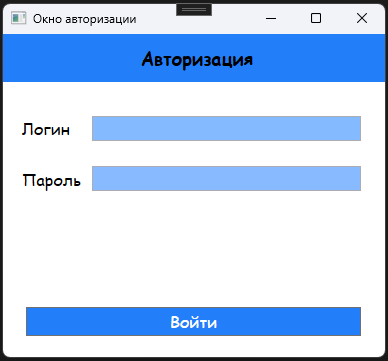 Окно авторизации
Авторизация
Логин
Пароль
Войти